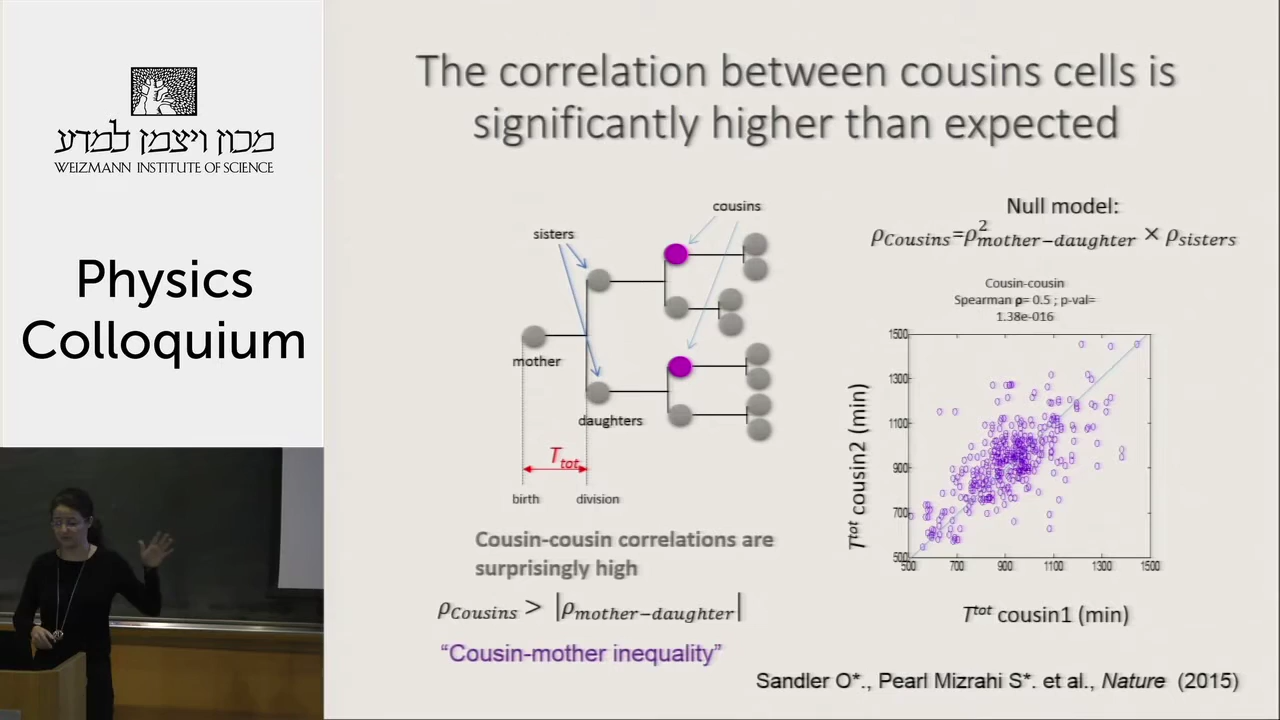 מכון ויצמן למדע
WEIZMANN INSTITUTE OF SCIENCE
Physics
Colloquium
The correlation between cousins cells is
significantly higher than expected
cousins
sisters
mother
daughters
T_tot
birth
division
Cousin-cousin correlations are
surprisingly high
ρ_Cousins > |ρ_mother−daughter|
“Cousin-mother inequality”
Null model:
ρ_Cousins=ρ²_mother−daughter × ρ_sisters
Cousin-cousin
Spearman ρ= 0.5 ; p-val=
1.38e-016
T^tot cousin2 (min)
1500
1300
1100
900
700
500
500 700 900 1100 1300 1500
T^tot cousin1 (min)
Sandler O*., Pearl Mizrahi S*. et al., Nature (2015)